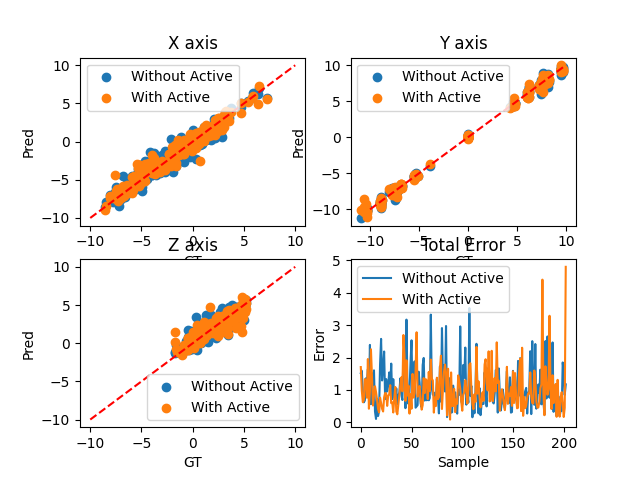 X axis
10
5
0
−5
−10
Pred
Without Active
With Active
−10
−5
0
5
10
GT
Y axis
10
5
0
−5
−10
Pred
Without Active
With Active
−10
−5
0
5
10
GT
Z axis
10
5
0
−5
−10
Pred
Without Active
With Active
−10
−5
0
5
10
GT
Total Error
5
4
3
2
1
0
Error
Without Active
With Active
0
50
100
150
200
Sample